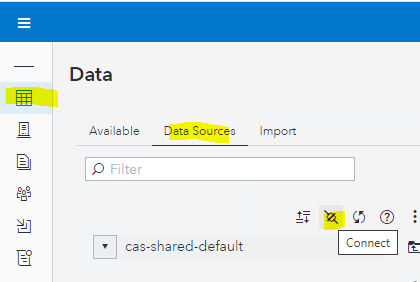 Data
Available Data Sources Import
Filter
Connect
cas-shared-default